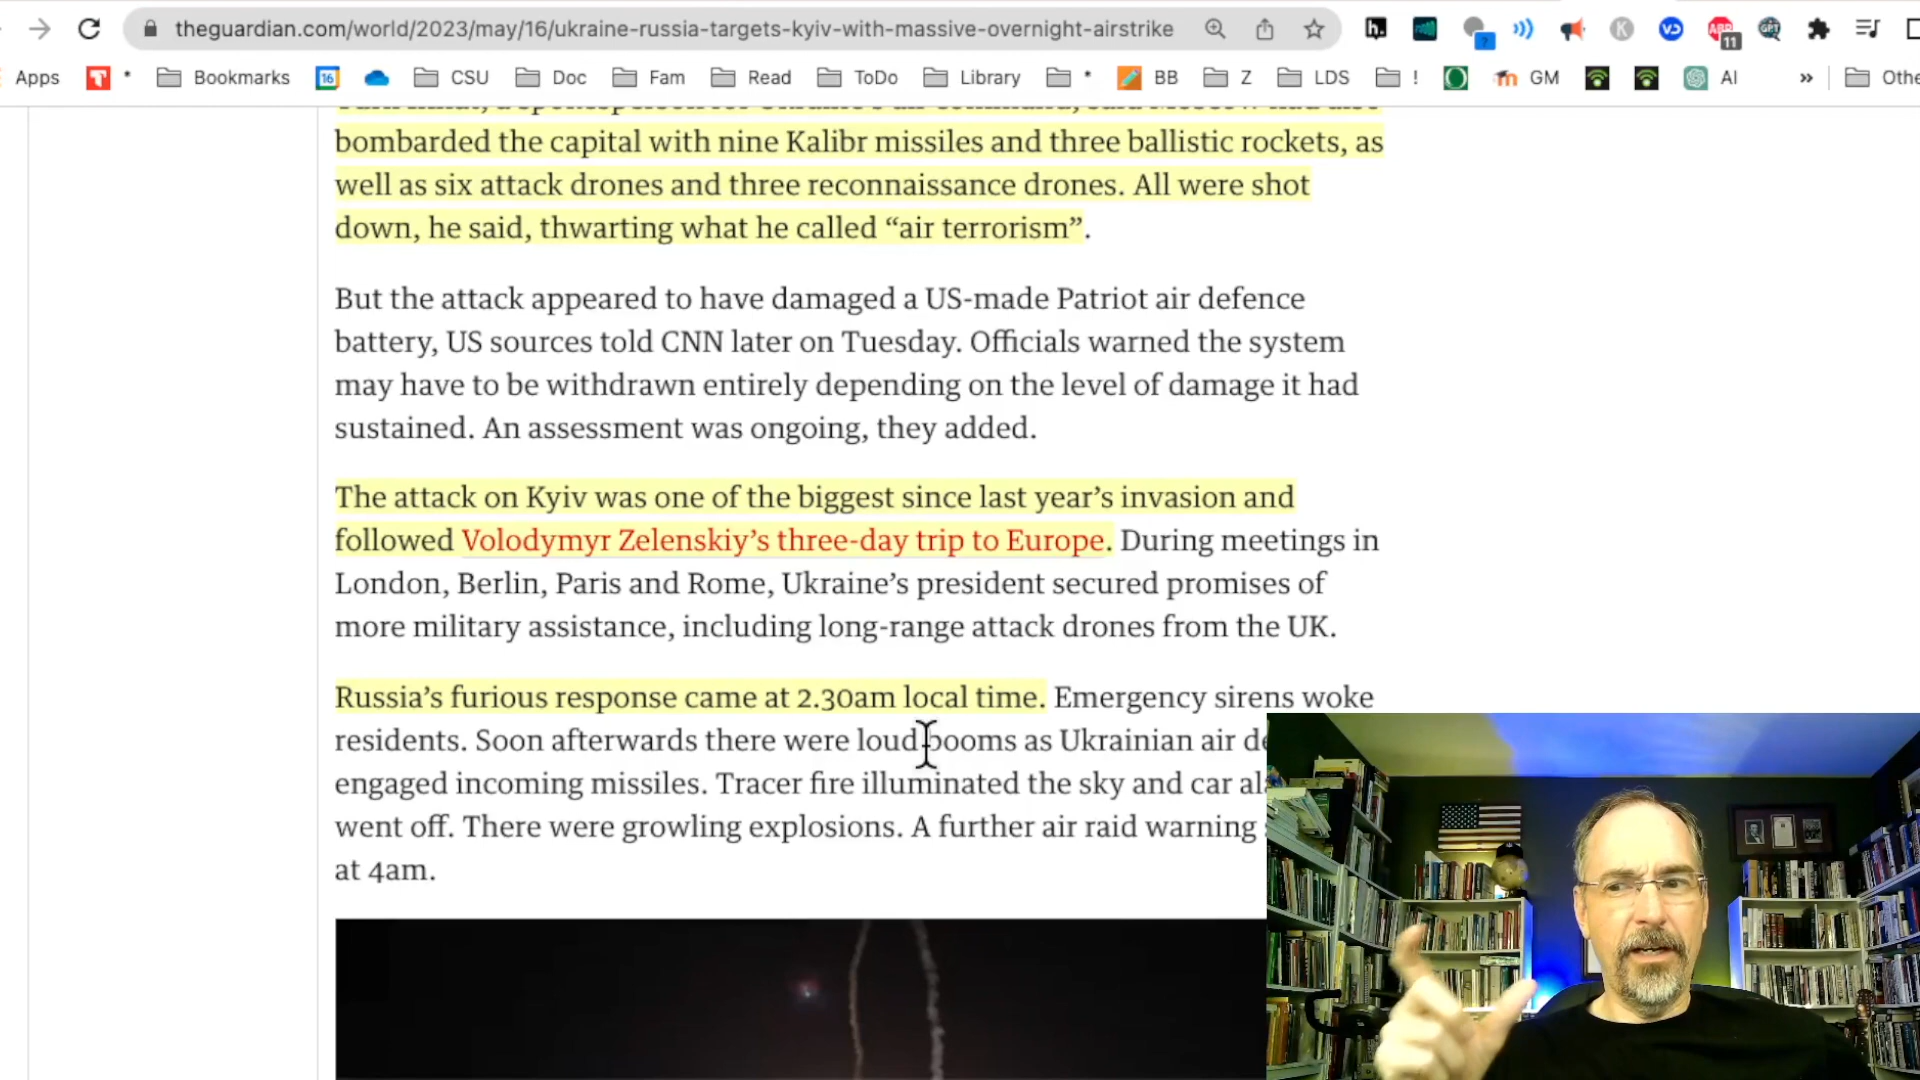 theguardian.com/world/2023/may/16/ukraine-russia-targets-kyiv-with-massive-overnight-airstrike
Apps * Bookmarks 16 CSU Doc Fam Read ToDo Library * BB Z LDS ! GM AI » Othe
11
bombarded the capital with nine Kalibr missiles and three ballistic rockets, as
well as six attack drones and three reconnaissance drones. All were shot
down, he said, thwarting what he called “air terrorism”.
But the attack appeared to have damaged a US-made Patriot air defence
battery, US sources told CNN later on Tuesday. Officials warned the system
may have to be withdrawn entirely depending on the level of damage it had
sustained. An assessment was ongoing, they added.
The attack on Kyiv was one of the biggest since last year’s invasion and
followed Volodymyr Zelenskiy’s three-day trip to Europe. During meetings in
London, Berlin, Paris and Rome, Ukraine’s president secured promises of
more military assistance, including long-range attack drones from the UK.
Russia’s furious response came at 2.30am local time. Emergency sirens woke
residents. Soon afterwards there were loud booms as Ukrainian air de
engaged incoming missiles. Tracer fire illuminated the sky and car al
went off. There were growling explosions. A further air raid warning
at 4am.